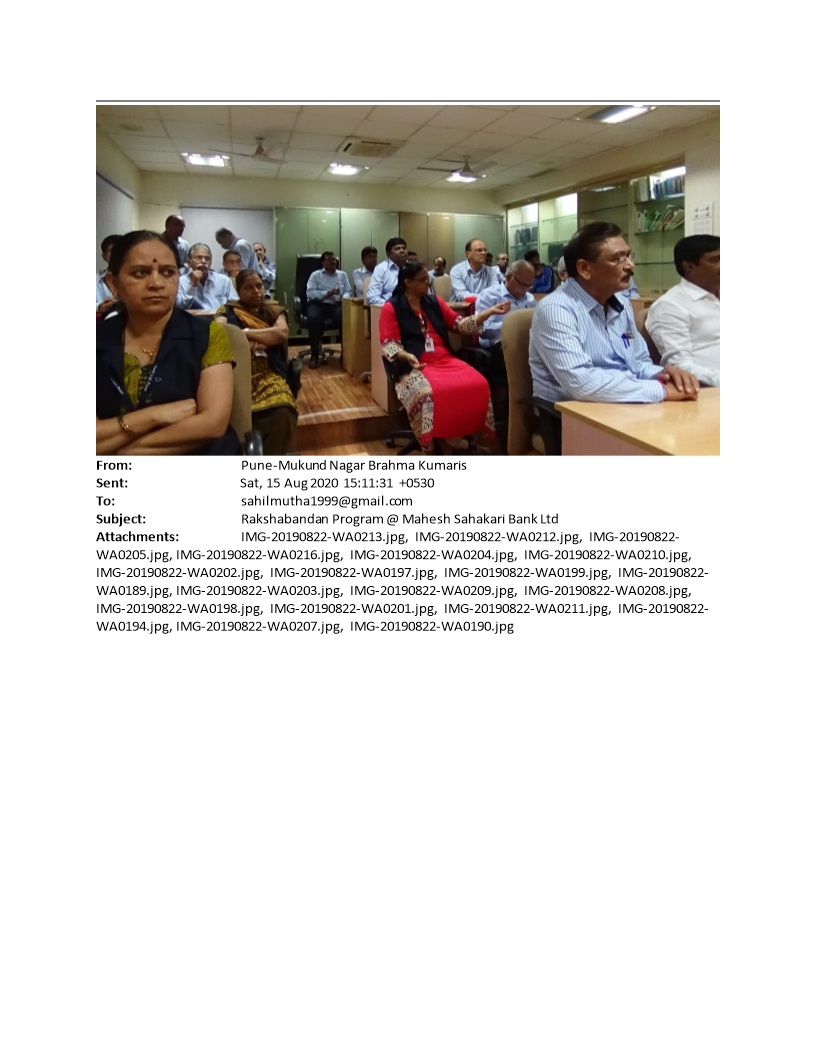 From: Pune-Mukund Nagar Brahma Kumaris
Sent: Sat, 15 Aug 2020 15:11:31 +0530
To: sahilmutha1999@gmail.com
Subject: Rakshabandan Program @ Mahesh Sahakari Bank Ltd
Attachments: IMG-20190822-WA0213.jpg, IMG-20190822-WA0212.jpg, IMG-20190822-
WA0205.jpg, IMG-20190822-WA0216.jpg, IMG-20190822-WA0204.jpg, IMG-20190822-WA0210.jpg,
IMG-20190822-WA0202.jpg, IMG-20190822-WA0197.jpg, IMG-20190822-WA0199.jpg, IMG-20190822-
WA0189.jpg, IMG-20190822-WA0203.jpg, IMG-20190822-WA0209.jpg, IMG-20190822-WA0208.jpg,
IMG-20190822-WA0198.jpg, IMG-20190822-WA0201.jpg, IMG-20190822-WA0211.jpg, IMG-20190822-
WA0194.jpg, IMG-20190822-WA0207.jpg, IMG-20190822-WA0190.jpg